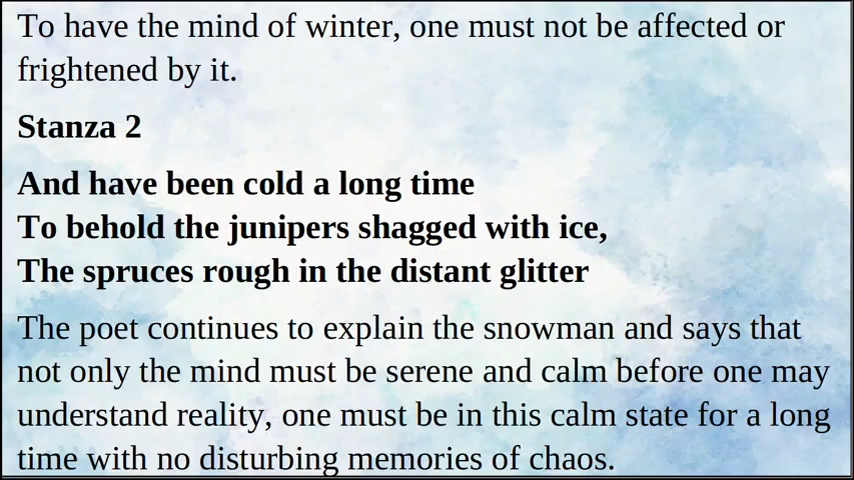 To have the mind of winter, one must not be affected or
frightened by it.
Stanza 2
And have been cold a long time
To behold the junipers shagged with ice,
The spruces rough in the distant glitter
The poet continues to explain the snowman and says that
not only the mind must be serene and calm before one may
understand reality, one must be in this calm state for a long
time with no disturbing memories of chaos.